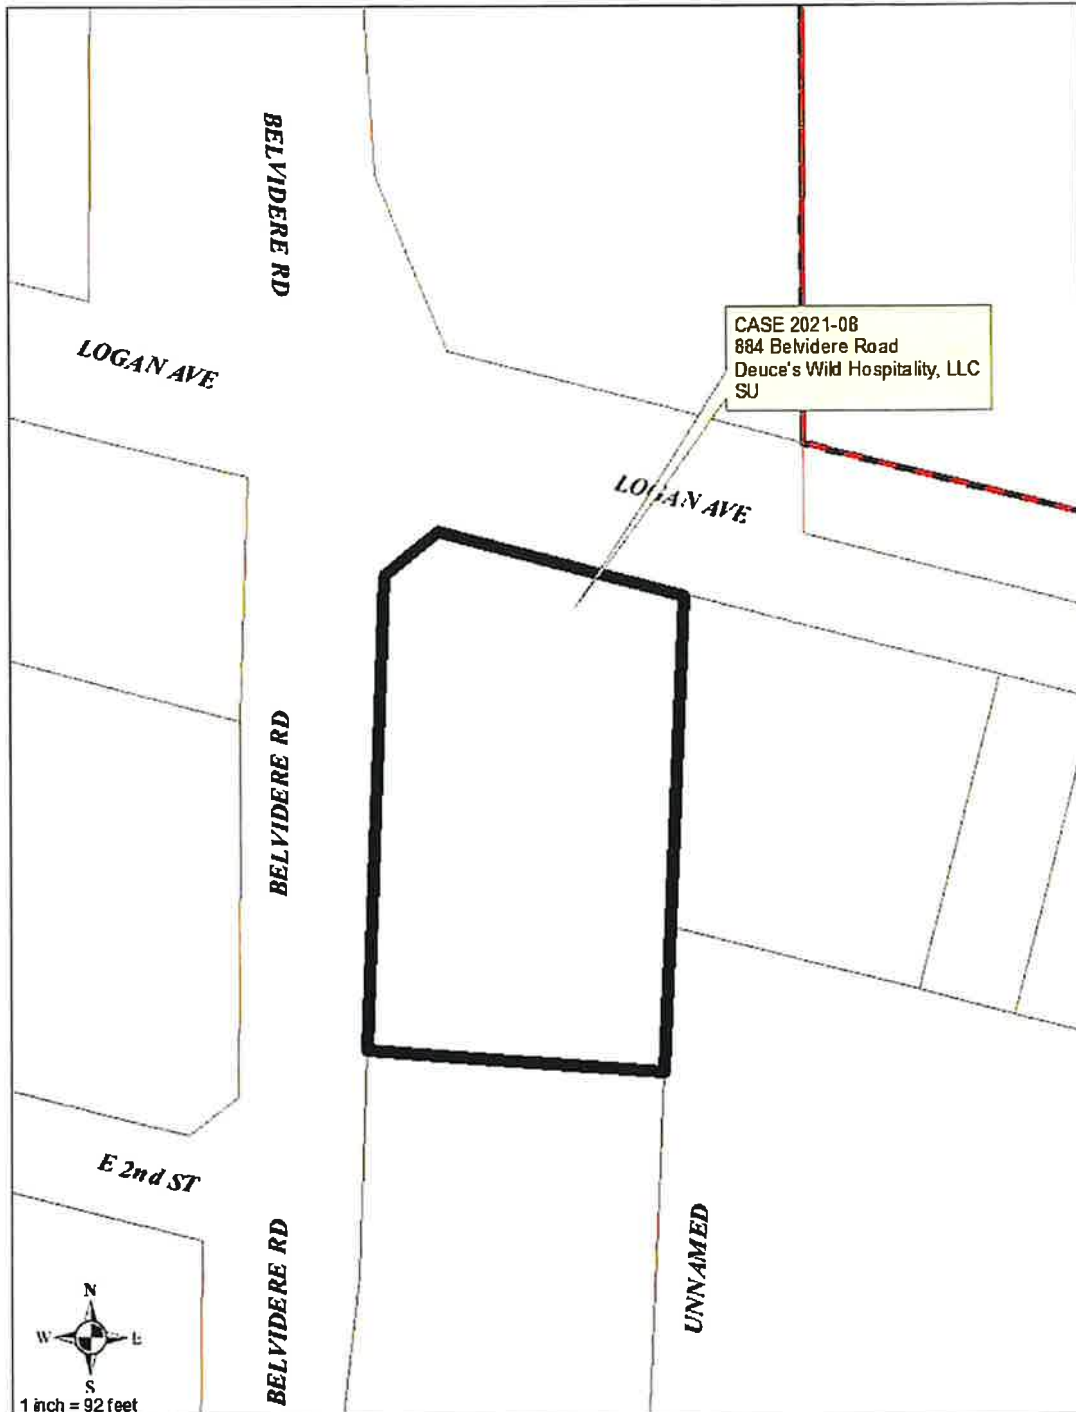 BELVIDERE RD
LOGAN AVE
CASE 2021-08
884 Belvidere Road
Deuce's Wild Hospitality, LLC
SU
LOGAN AVE
BELVIDERE RD
E 2nd ST
BELVIDERE RD
UNNAMED
N
W E
S
1 inch = 92 feet